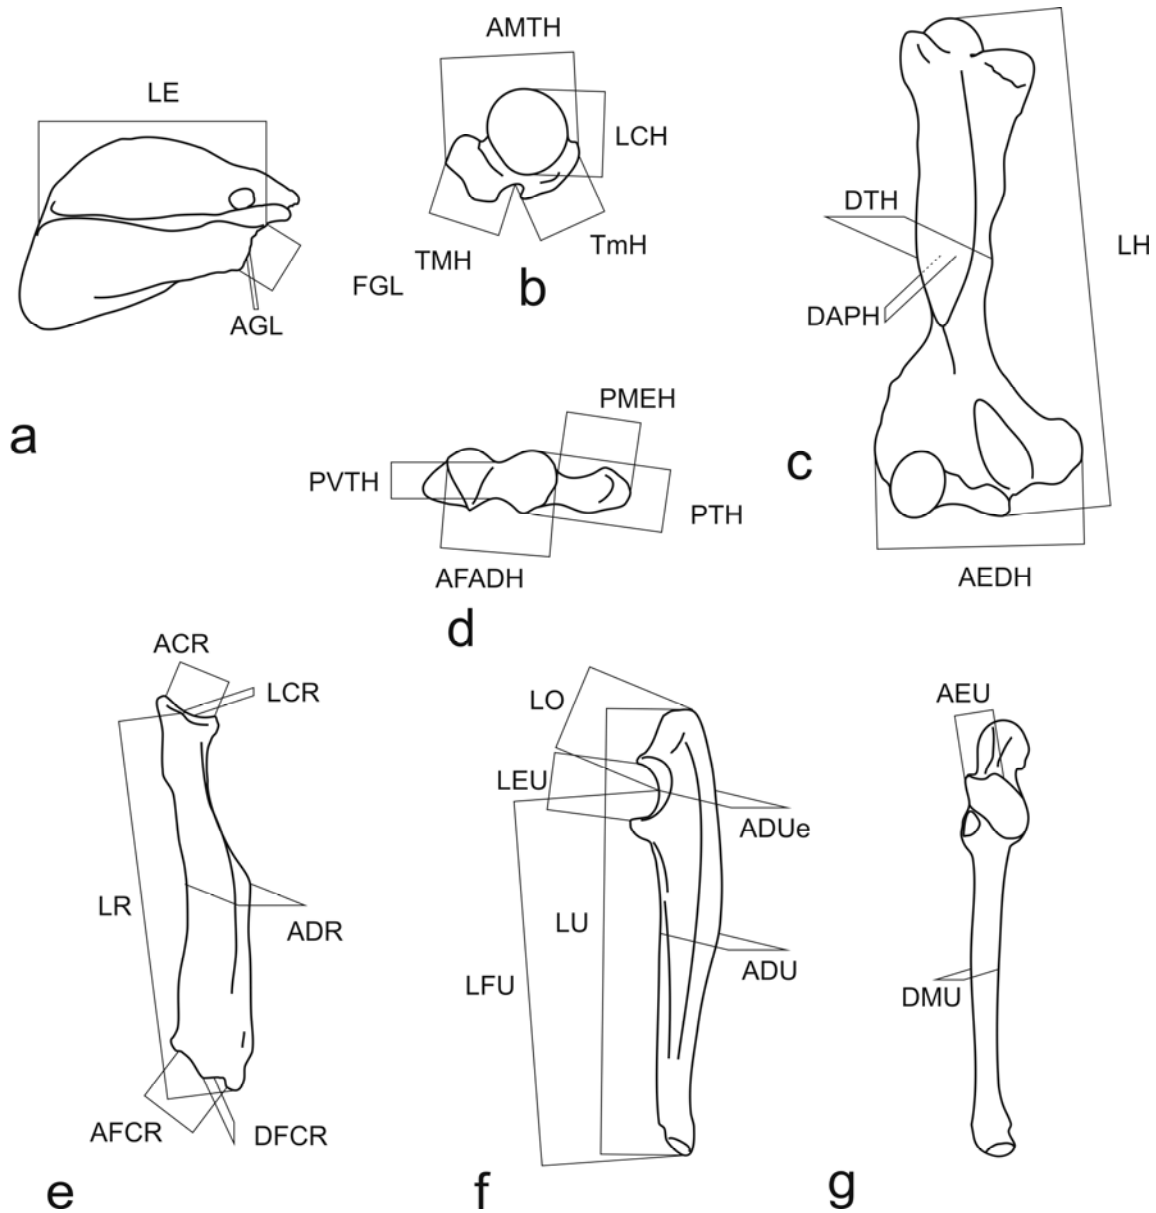 LE
FGL
AGL
a
AMTH
LCH
TMH
TmH
b
DTH
DAPH
LH
AEDH
c
PMEH
PVTH
PTH
AFADH
d
ACR
LCR
LR
ADR
AFCR
DFCR
e
LO
LEU
ADUe
LU
LFU
ADU
f
AEU
DMU
g